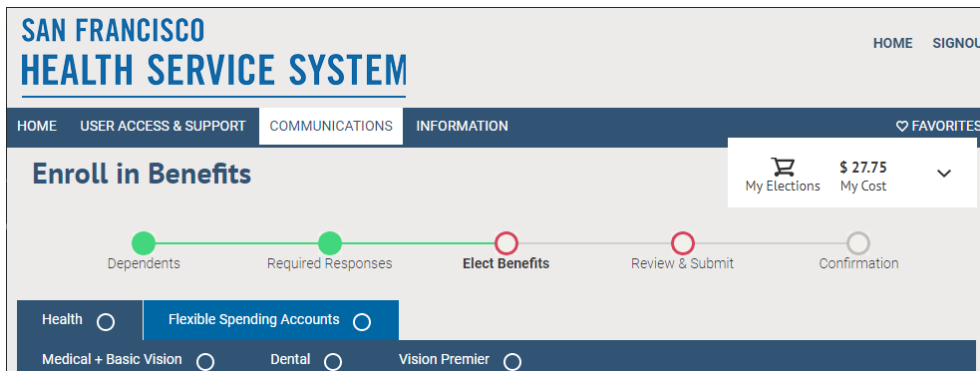 SAN FRANCISCO
HEALTH SERVICE SYSTEM
HOME SIGNOU
HOME USER ACCESS & SUPPORT COMMUNICATIONS INFORMATION FAVORITES
Enroll in Benefits
$ 27.75
My Elections My Cost
Dependents Required Responses Elect Benefits Review & Submit Confirmation
Health Flexible Spending Accounts
Medical + Basic Vision Dental Vision Premier